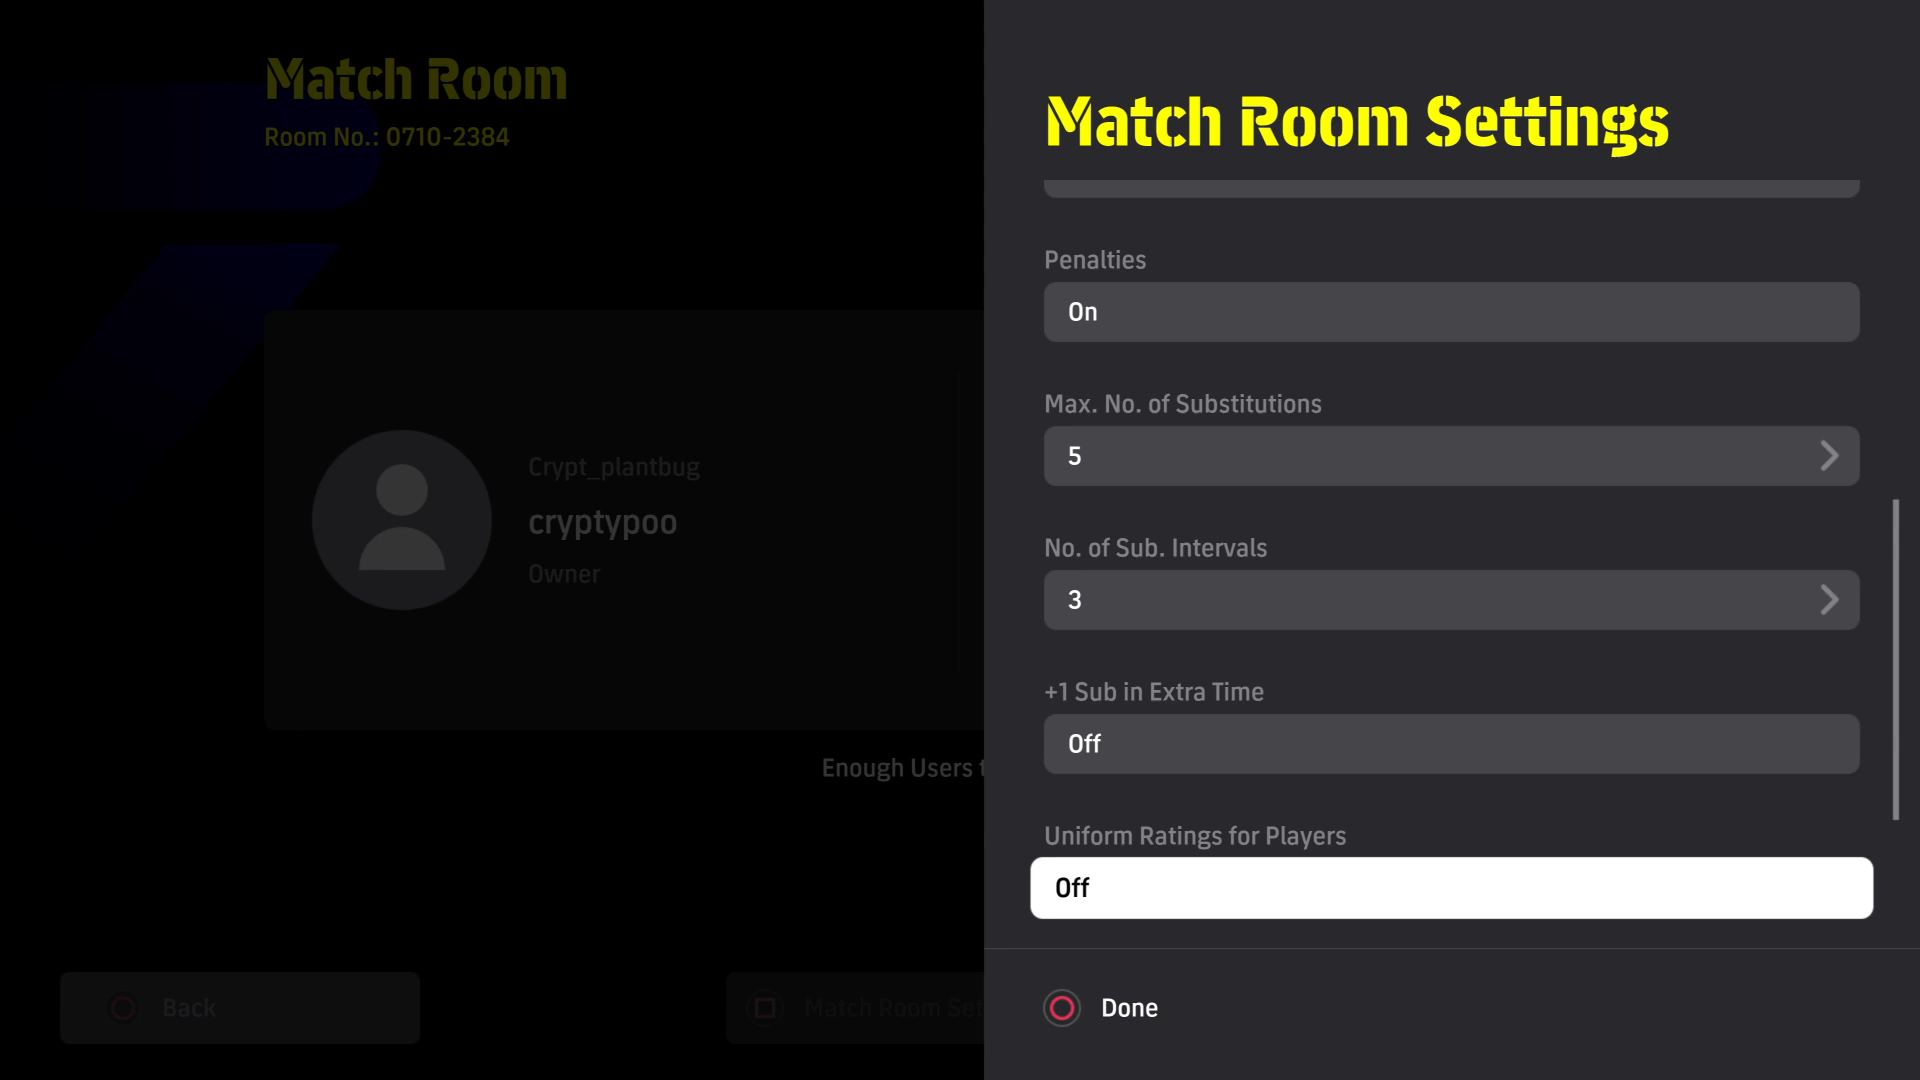 Match Room
Room No.: 0710-2384
Crypt_plantbug
cryptypoo
Owner
Enough Users t
Back
Match Room Set
Match Room Settings
Penalties
On
Max. No. of Substitutions
5
No. of Sub. Intervals
3
+1 Sub in Extra Time
Off
Uniform Ratings for Players
Off
Done